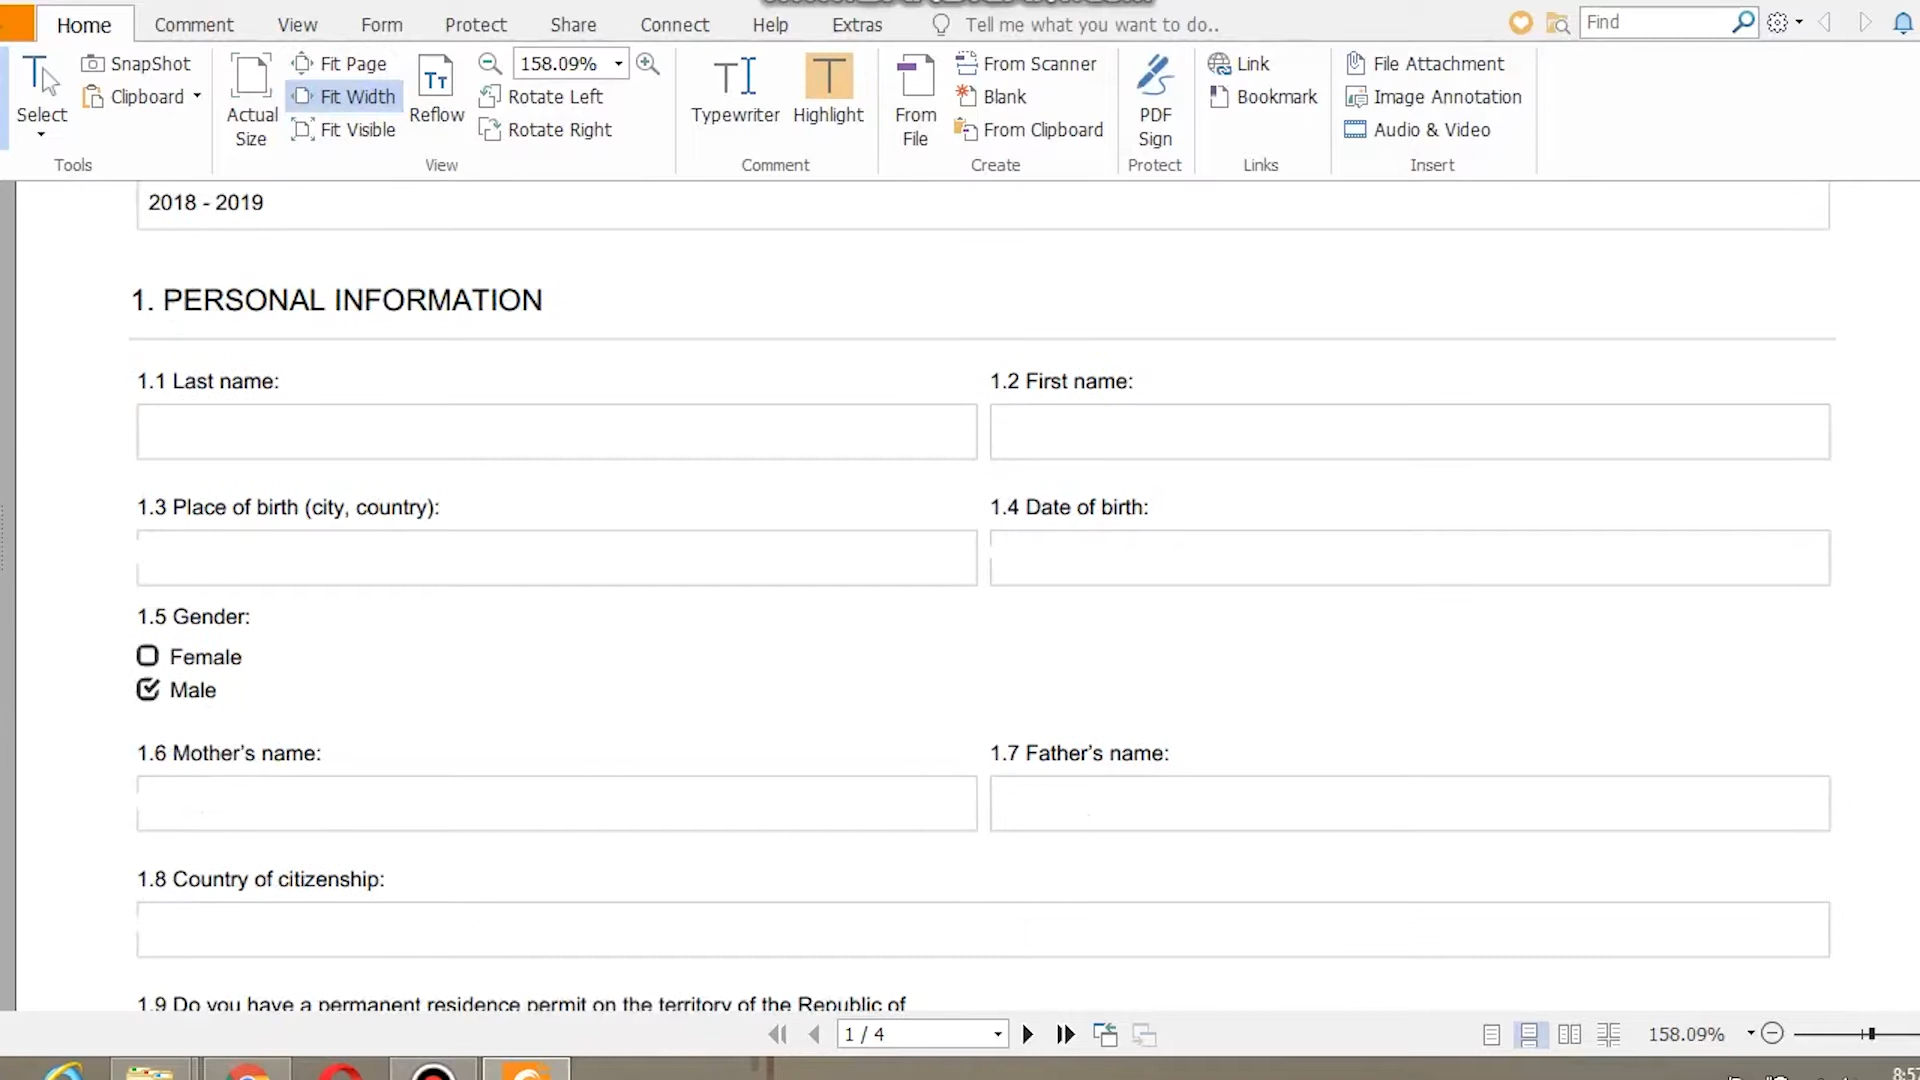 Home Comment View Form Protect Share Connect Help Extras Tell me what you want to do.. Find
Select
SnapShot
Clipboard
Tools
Actual Size
Fit Page
Fit Width
Fit Visible
Reflow
158.09%
Rotate Left
Rotate Right
View
Typewriter
Highlight
Comment
From File
From Scanner
Blank
From Clipboard
Create
PDF Sign
Protect
Link
Bookmark
Links
File Attachment
Image Annotation
Audio & Video
Insert
2018 - 2019
1. PERSONAL INFORMATION
1.1 Last name:
1.2 First name:
1.3 Place of birth (city, country):
1.4 Date of birth:
1.5 Gender:
Female
Male
1.6 Mother’s name:
1.7 Father’s name:
1.8 Country of citizenship:
1.9 Do you have a permanent residence permit on the territory of the Republic of
1 / 4
158.09%